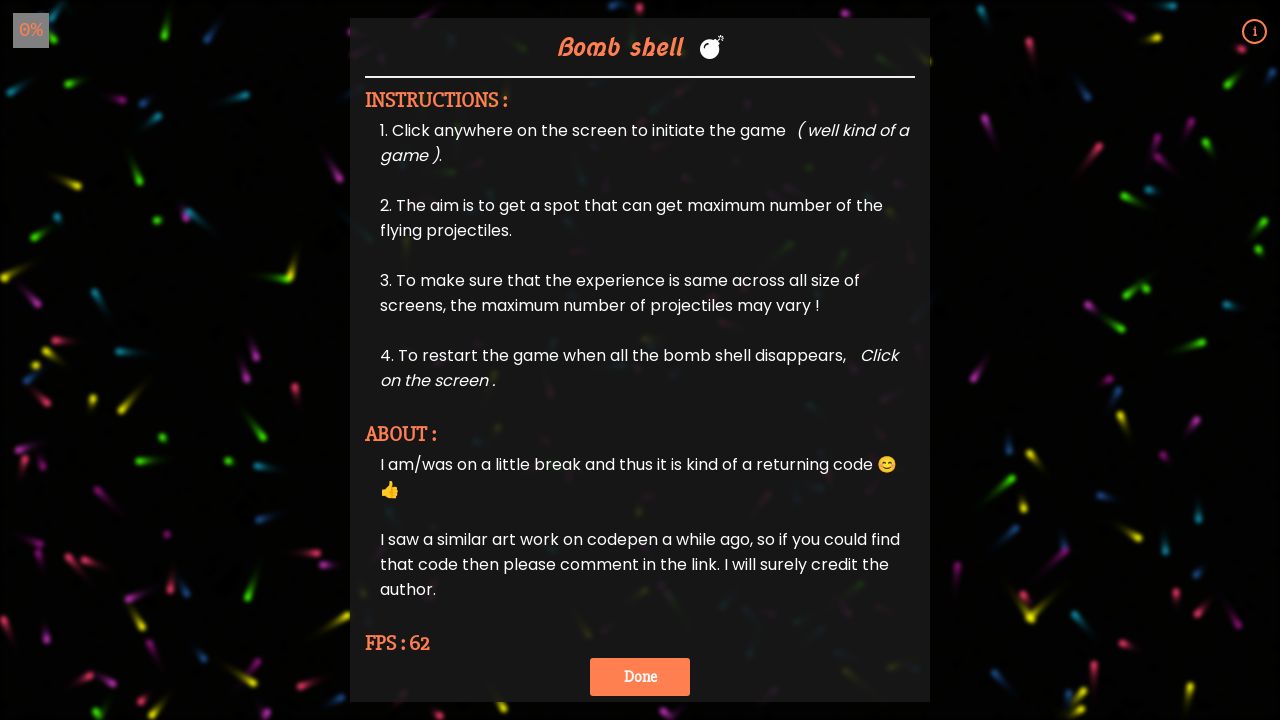 0%
Bomb shell 💣
i
INSTRUCTIONS :
1. Click anywhere on the screen to initiate the game ( well kind of a
game ).
2. The aim is to get a spot that can get maximum number of the
flying projectiles.
3. To make sure that the experience is same across all size of
screens, the maximum number of projectiles may vary !
4. To restart the game when all the bomb shell disappears, Click
on the screen .
ABOUT :
I am/was on a little break and thus it is kind of a returning code 😊
👍
I saw a similar art work on codepen a while ago, so if you could find
that code then please comment in the link. I will surely credit the
author.
FPS : 62
Done